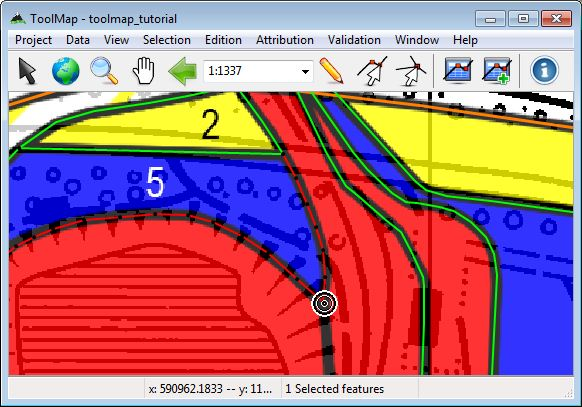 ToolMap - toolmap_tutorial
Project Data View Selection Edition Attribution Validation Window Help
1:1337
2
5
x: 590962.1833 -- y: 11... 1 Selected features